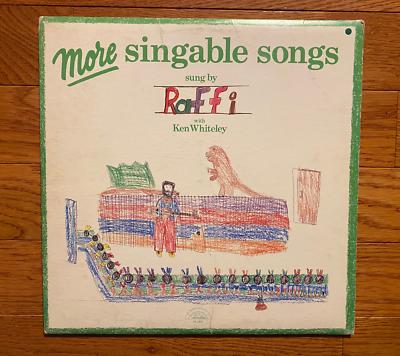 more singable songs
sung by
Raffi
with
Ken Whiteley